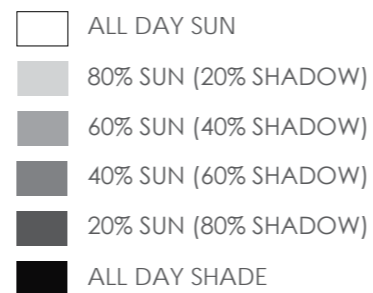 ALL DAY SUN
80% SUN (20% SHADOW)
60% SUN (40% SHADOW)
40% SUN (60% SHADOW)
20% SUN (80% SHADOW)
ALL DAY SHADE